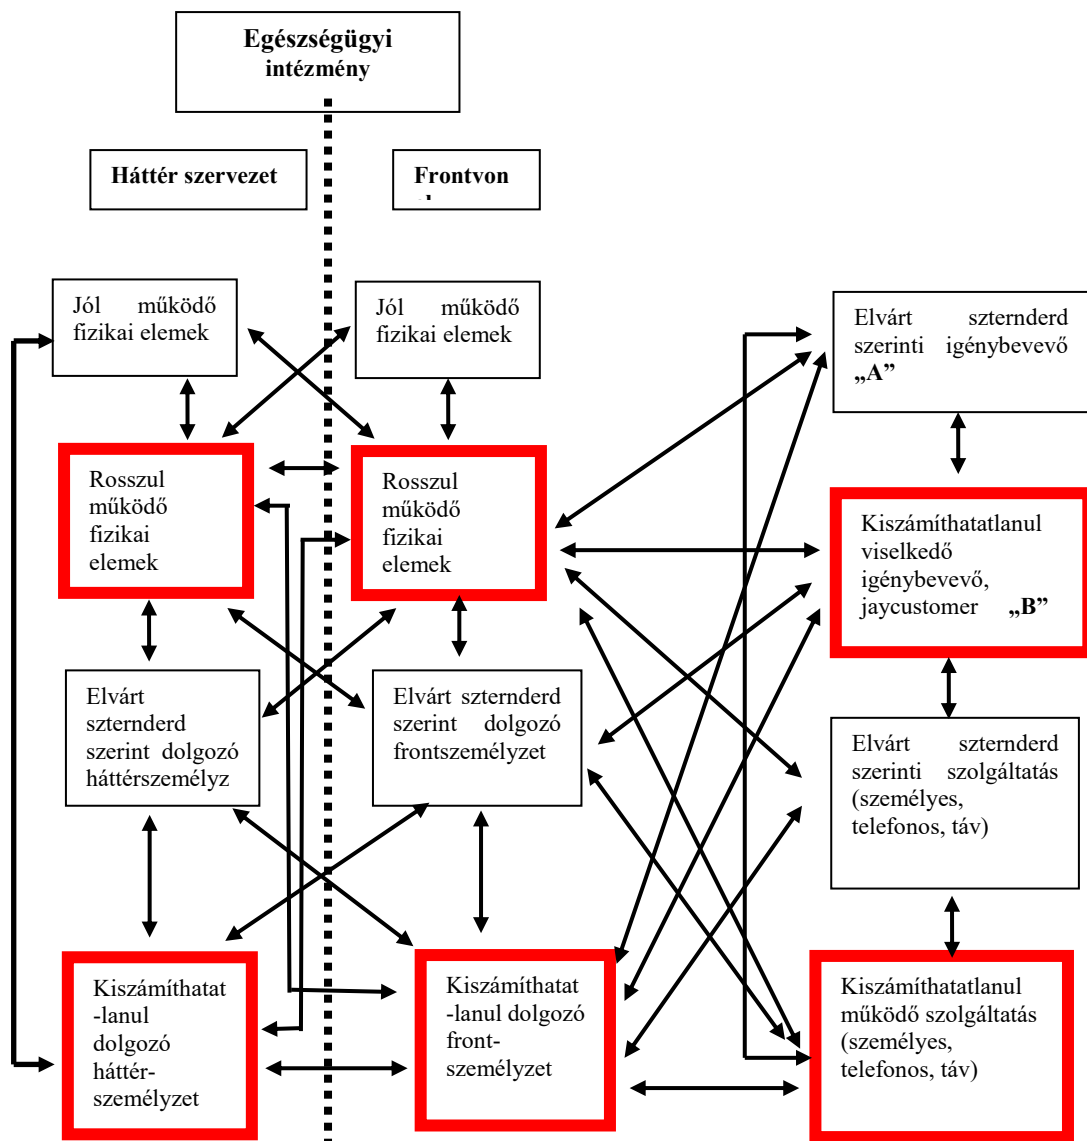 Egészségügyi
intézmény
Háttér szervezet
Frontvon
Jól működő
fizikai elemek
Jól működő
fizikai elemek
Elvárt szternderd
szerinti igénybevevő
„A”
Rosszul
működő
fizikai
elemek
Rosszul
működő
fizikai
elemek
Kiszámíthatatlanul
viselkedő
igénybevevő,
jaycustomer „B”
Elvárt
szternderd
szerint dolgozó
háttérszemélyz
Elvárt szternderd
szerint dolgozó
frontszemélyzet
Elvárt szternderd
szerinti szolgáltatás
(személyes,
telefonos, táv)
Kiszámíthatat
-lanul
dolgozó
háttér-
személyzet
Kiszámíthatat
-lanul dolgozó
front-
személyzet
Kiszámíthatatlanul
működő szolgáltatás
(személyes,
telefonos, táv)